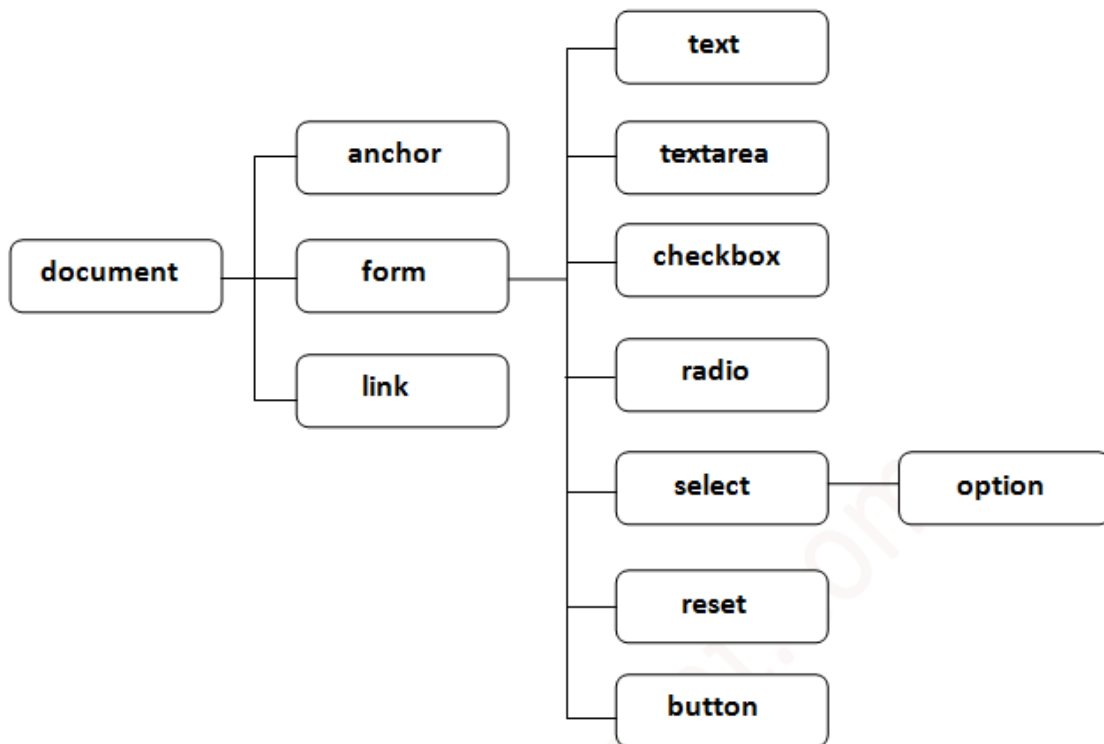 text
anchor
textarea
document
form
checkbox
link
radio
select
option
reset
button